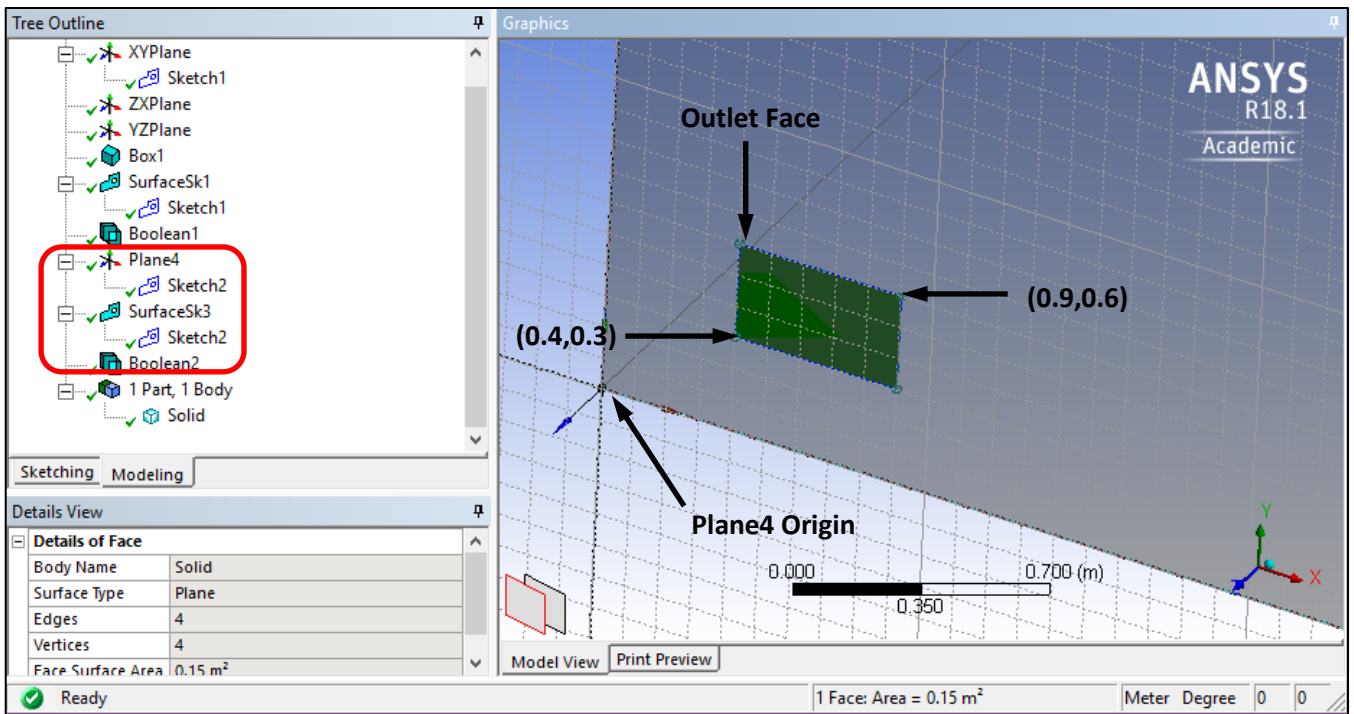 Tree Outline
XYPlane
Sketch1
ZXPlane
YZPlane
Box1
SurfaceSk1
Sketch1
Boolean1
Plane4
Sketch2
SurfaceSk3
Sketch2
Boolean2
1 Part, 1 Body
Solid
Sketching Modeling
Details View
Details of Face
Body Name Solid
Surface Type Plane
Edges 4
Vertices 4
Face Surface Area 0.15 m²
Graphics
ANSYS
R18.1
Academic
Outlet Face
(0.9,0.6)
(0.4,0.3)
Plane4 Origin
0.000 0.700 (m)
0.350
Y
X
Model View Print Preview
Ready 1 Face: Area = 0.15 m² Meter Degree 0 0